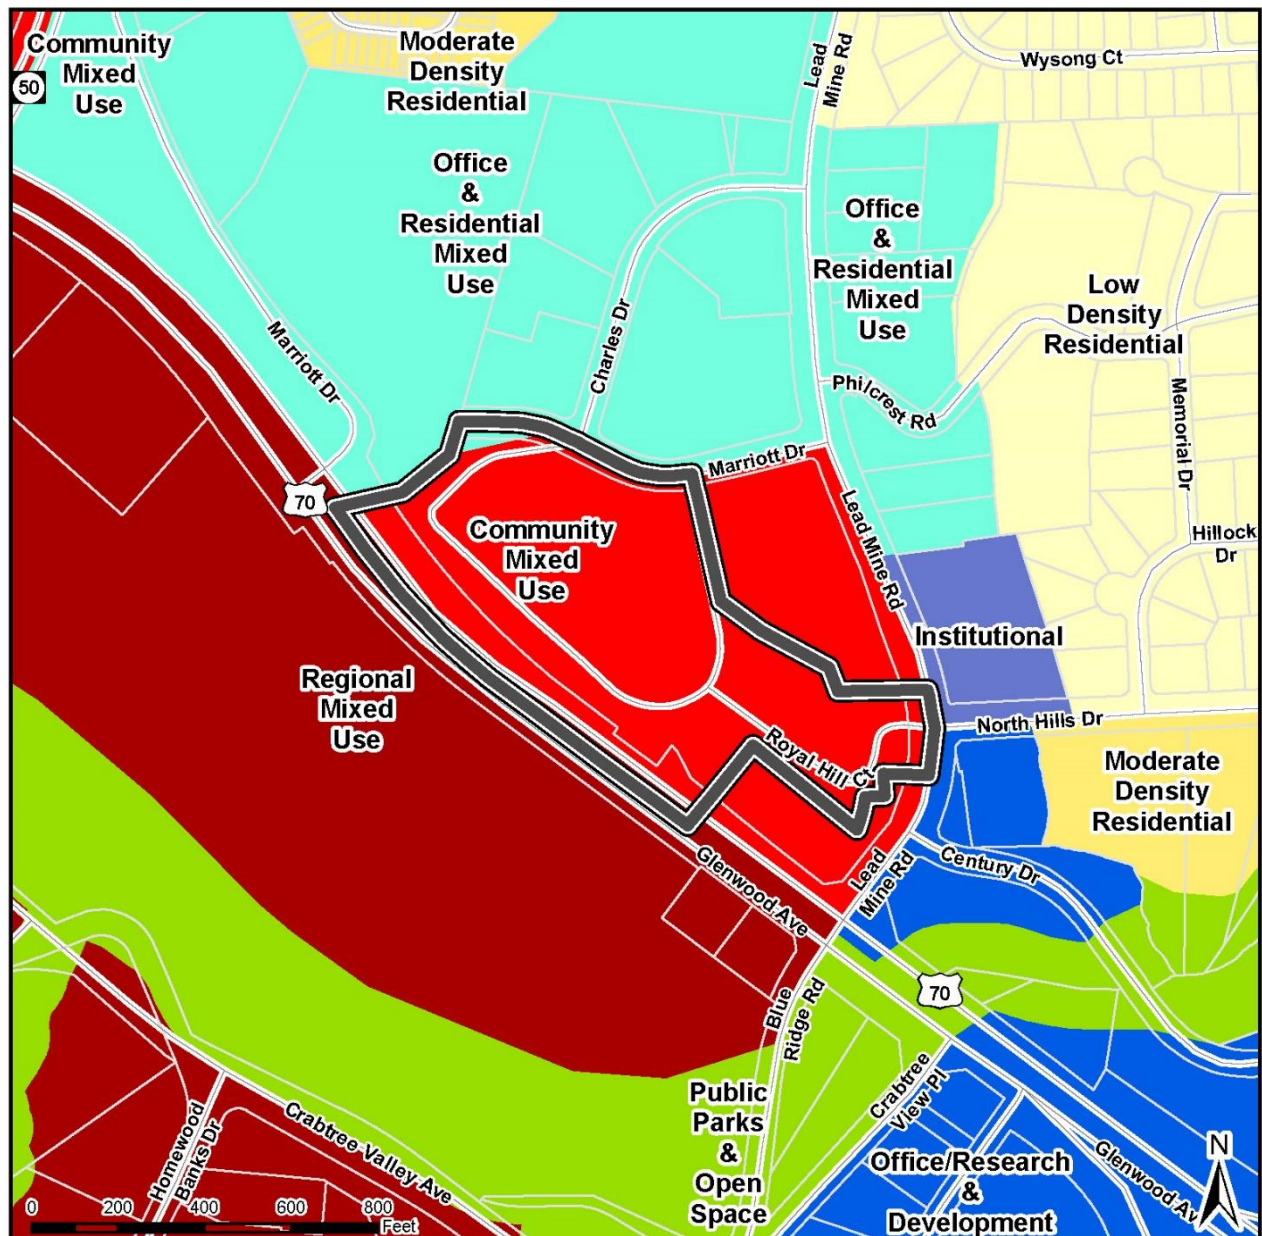 Community
Mixed
Use
50
Moderate
Density
Residential
Lead
Mine Rd
Wysong Ct
Office
&
Residential
Mixed
Use
Office
&
Residential
Mixed
Use
Low
Density
Residential
Marriott Dr
Charles Dr
Philcrest Rd
Memorial Dr
Marriott Dr
70
Community
Mixed
Use
Lead Mine Rd
Hillock
Dr
Institutional
Regional
Mixed
Use
North Hills Dr
Royal Hill Ct
Moderate
Density
Residential
Glenwood Ave
Lead
Mine Rd
Century Dr
70
Blue
Ridge Rd
Crabtree
View Pl
Public
Parks
&
Open
Space
Homewood
Banks Dr
Crabtree Valley Ave
Office/Research
&
Development
Glenwood Av
N
0 200 400 600 800
Feet